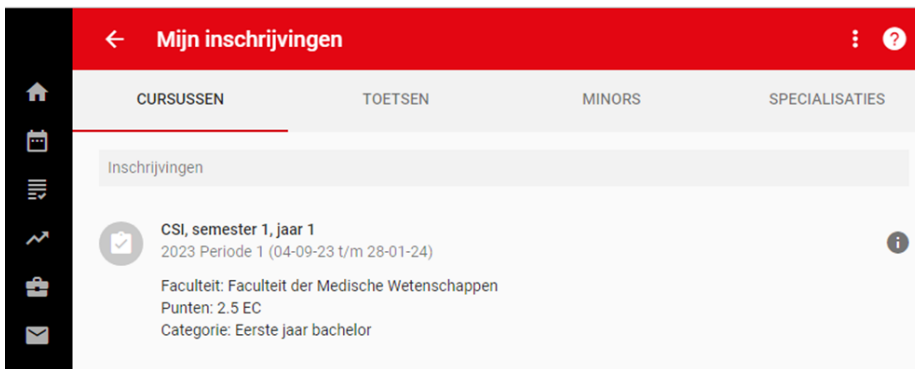 Mijn inschrijvingen
CURSUSSEN TOETSEN MINORS SPECIALISATIES
Inschrijvingen
CSI, semester 1, jaar 1
2023 Periode 1 (04-09-23 t/m 28-01-24)
Faculteit: Faculteit der Medische Wetenschappen
Punten: 2.5 EC
Categorie: Eerste jaar bachelor